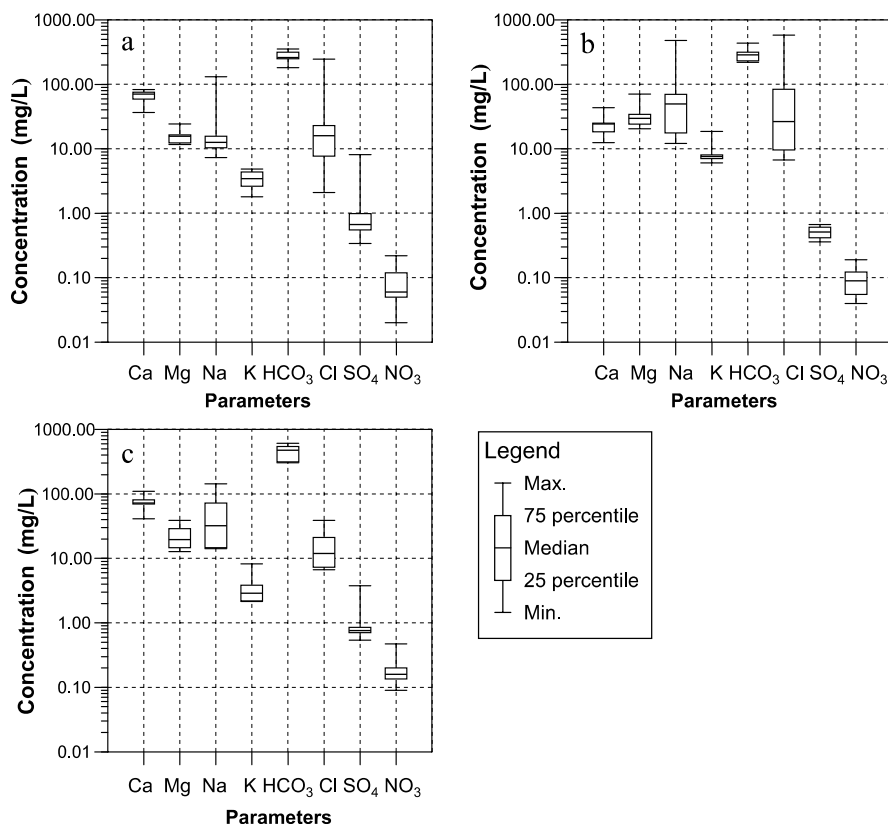 a
Concentration (mg/L)
1000.00
100.00
10.00
1.00
0.10
0.01
Ca Mg Na K HCO₃ Cl SO₄ NO₃
Parameters
b
Concentration (mg/L)
1000.00
100.00
10.00
1.00
0.10
0.01
Ca Mg Na K HCO₃ Cl SO₄ NO₃
Parameters
c
Concentration (mg/L)
1000.00
100.00
10.00
1.00
0.10
0.01
Ca Mg Na K HCO₃ Cl SO₄ NO₃
Parameters
Legend
Max.
75 percentile
Median
25 percentile
Min.